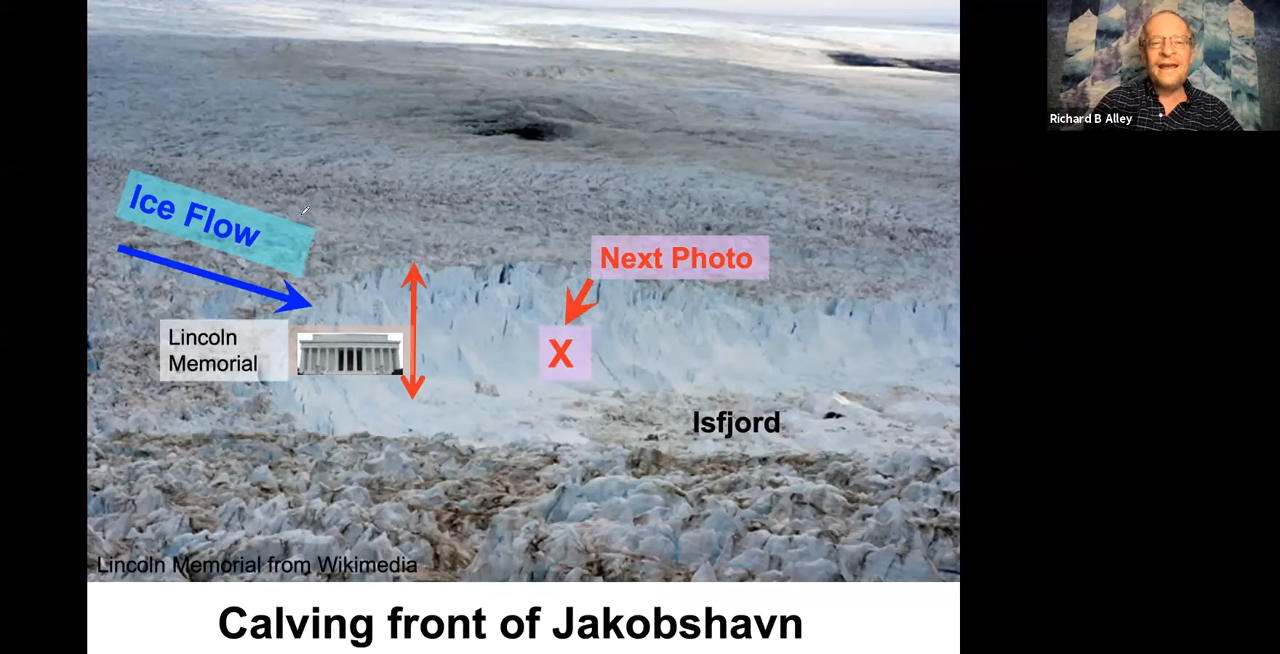 Richard B Alley
Ice Flow
Next Photo
Lincoln
Memorial
X
Isfjord
Lincoln Memorial from Wikimedia
Calving front of Jakobshavn